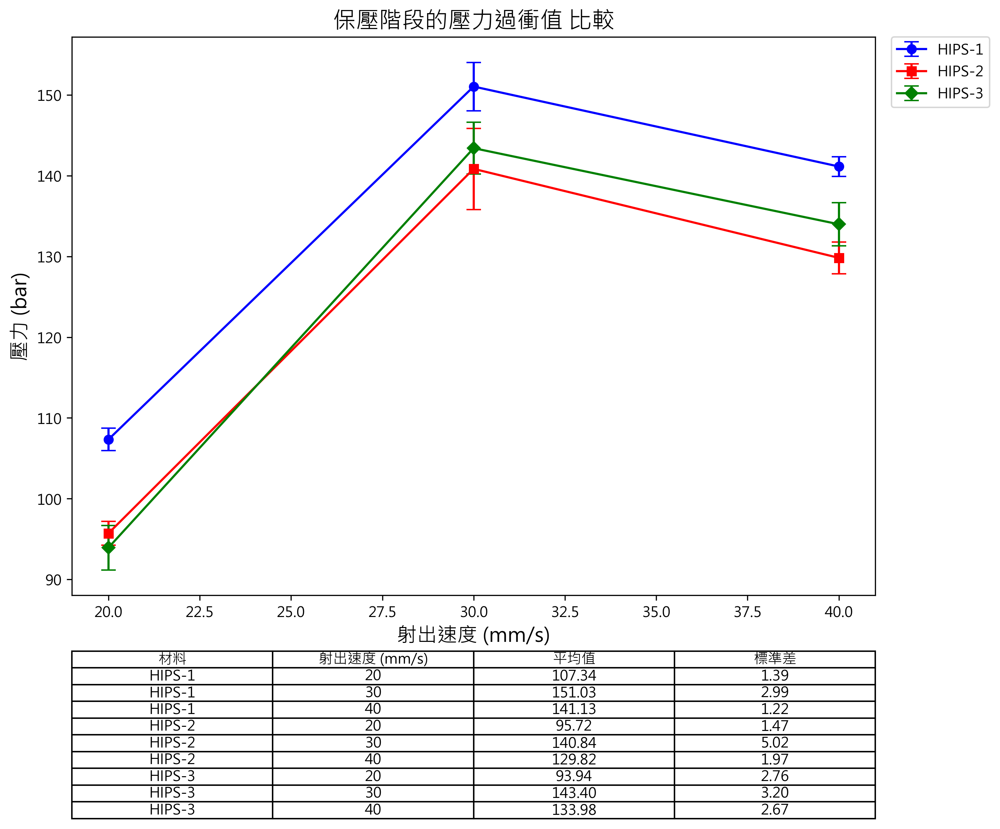 保壓階段的壓力過衝值 比較
HIPS-1
HIPS-2
HIPS-3
壓力 (bar)
150
140
130
120
110
100
90
20.0 22.5 25.0 27.5 30.0 32.5 35.0 37.5 40.0
射出速度 (mm/s)
材料 射出速度 (mm/s) 平均值 標準差
HIPS-1 20 107.34 1.39
HIPS-1 30 151.03 2.99
HIPS-1 40 141.13 1.22
HIPS-2 20 95.72 1.47
HIPS-2 30 140.84 5.02
HIPS-2 40 129.82 1.97
HIPS-3 20 93.94 2.76
HIPS-3 30 143.40 3.20
HIPS-3 40 133.98 2.67